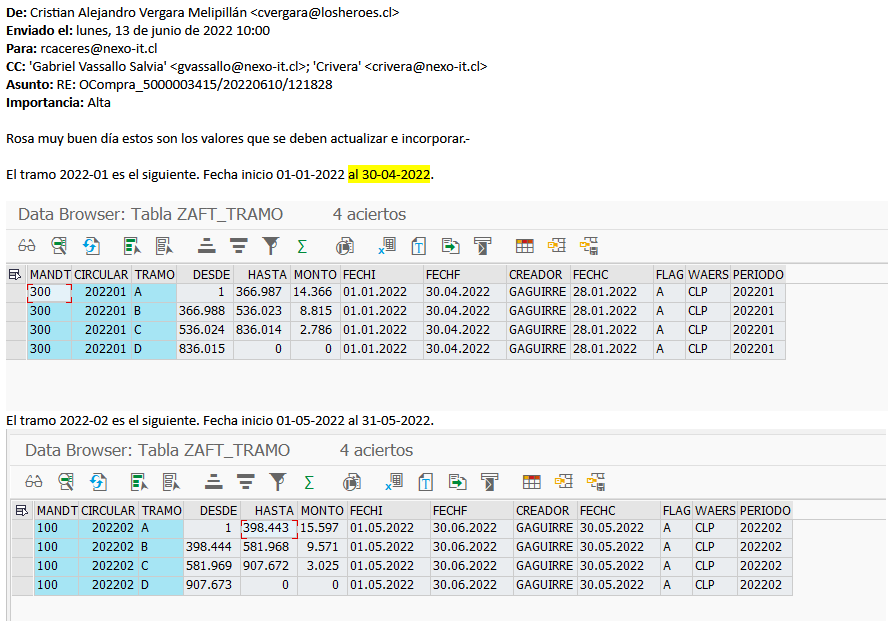 De: Cristian Alejandro Vergara Melipillán <cvergara@losheroes.cl>
Enviado el: lunes, 13 de junio de 2022 10:00
Para: rcaceres@nexo-it.cl
CC: 'Gabriel Vassallo Salvia' <gvassallo@nexo-it.cl>; 'Crivera' <crivera@nexo-it.cl>
Asunto: RE: OCompra_5000003415/20220610/121828
Importancia: Alta
Rosa muy buen día estos son los valores que se deben actualizar e incorporar.-
El tramo 2022-01 es el siguiente. Fecha inicio 01-01-2022 al 30-04-2022.
Data Browser: Tabla ZAFT_TRAMO 4 aciertos
MANDT CIRCULAR TRAMO DESDE HASTA MONTO FECHI FECHF CREADOR FECHC FLAG WAERS PERIODO
300 202201 A 1 366.987 14.366 01.01.2022 30.04.2022 GAGUIRRE 28.01.2022 A CLP 202201
300 202201 B 366.988 536.023 8.815 01.01.2022 30.04.2022 GAGUIRRE 28.01.2022 A CLP 202201
300 202201 C 536.024 836.014 2.786 01.01.2022 30.04.2022 GAGUIRRE 28.01.2022 A CLP 202201
300 202201 D 836.015 0 0 01.01.2022 30.04.2022 GAGUIRRE 28.01.2022 A CLP 202201
El tramo 2022-02 es el siguiente. Fecha inicio 01-05-2022 al 31-05-2022.
Data Browser: Tabla ZAFT_TRAMO 4 aciertos
MANDT CIRCULAR TRAMO DESDE HASTA MONTO FECHI FECHF CREADOR FECHC FLAG WAERS PERIODO
100 202202 A 1 398.443 15.597 01.05.2022 30.06.2022 GAGUIRRE 30.05.2022 A CLP 202202
100 202202 B 398.444 581.968 9.571 01.05.2022 30.06.2022 GAGUIRRE 30.05.2022 A CLP 202202
100 202202 C 581.969 907.672 3.025 01.05.2022 30.06.2022 GAGUIRRE 30.05.2022 A CLP 202202
100 202202 D 907.673 0 0 01.05.2022 30.06.2022 GAGUIRRE 30.05.2022 A CLP 202202